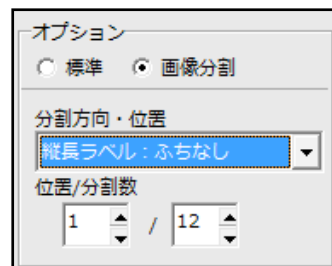 オプション
標準 画像分割
分割方向・位置
縦長ラベル：ふちなし
位置/分割数
1 / 12